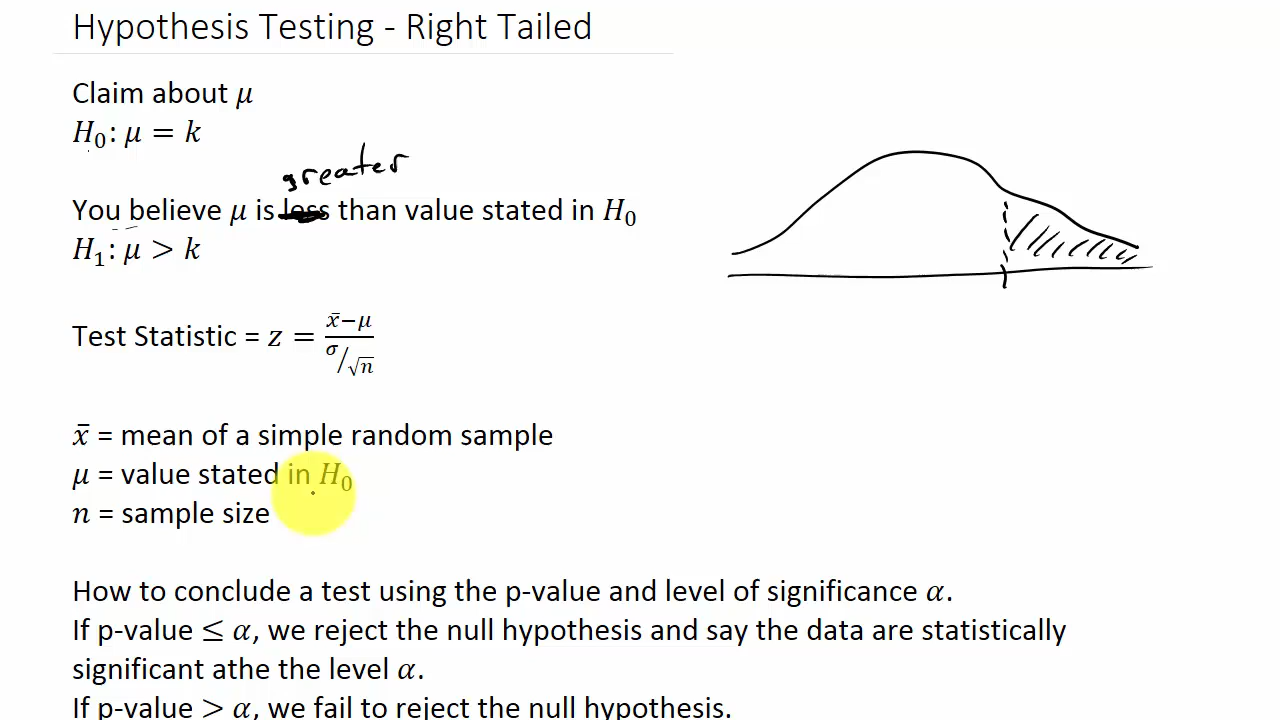 Hypothesis Testing - Right Tailed
Claim about μ
H₀: μ = k
greater
You believe μ is less than value stated in H₀
H₁: μ > k
Test Statistic = z = (x̄−μ)/(σ/√n)
x̄ = mean of a simple random sample
μ = value stated in H₀
n = sample size
How to conclude a test using the p-value and level of significance α.
If p-value ≤ α, we reject the null hypothesis and say the data are statistically
significant athe the level α.
If p-value > α, we fail to reject the null hypothesis.